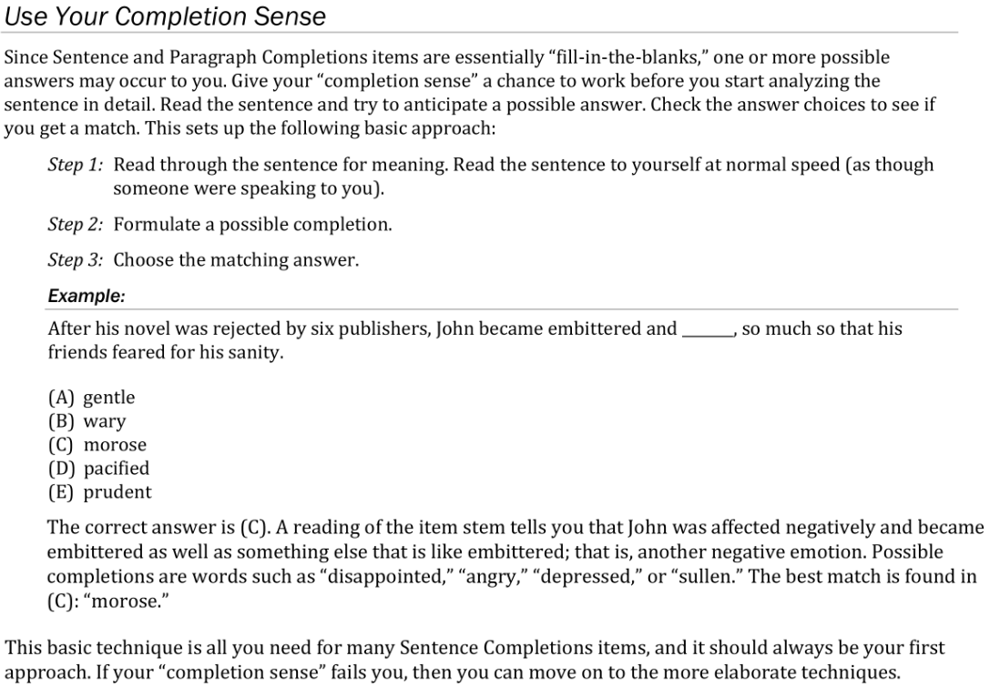 Use Your Completion Sense
Since Sentence and Paragraph Completions items are essentially “fill-in-the-blanks,” one or more possible
answers may occur to you. Give your “completion sense” a chance to work before you start analyzing the
sentence in detail. Read the sentence and try to anticipate a possible answer. Check the answer choices to see if
you get a match. This sets up the following basic approach:
Step 1: Read through the sentence for meaning. Read the sentence to yourself at normal speed (as though
someone were speaking to you).
Step 2: Formulate a possible completion.
Step 3: Choose the matching answer.
Example:
After his novel was rejected by six publishers, John became embittered and ______, so much so that his
friends feared for his sanity.
(A) gentle
(B) wary
(C) morose
(D) pacified
(E) prudent
The correct answer is (C). A reading of the item stem tells you that John was affected negatively and became
embittered as well as something else that is like embittered; that is, another negative emotion. Possible
completions are words such as “disappointed,” “angry,” “depressed,” or “sullen.” The best match is found in
(C): “morose.”
This basic technique is all you need for many Sentence Completions items, and it should always be your first
approach. If your “completion sense” fails you, then you can move on to the more elaborate techniques.